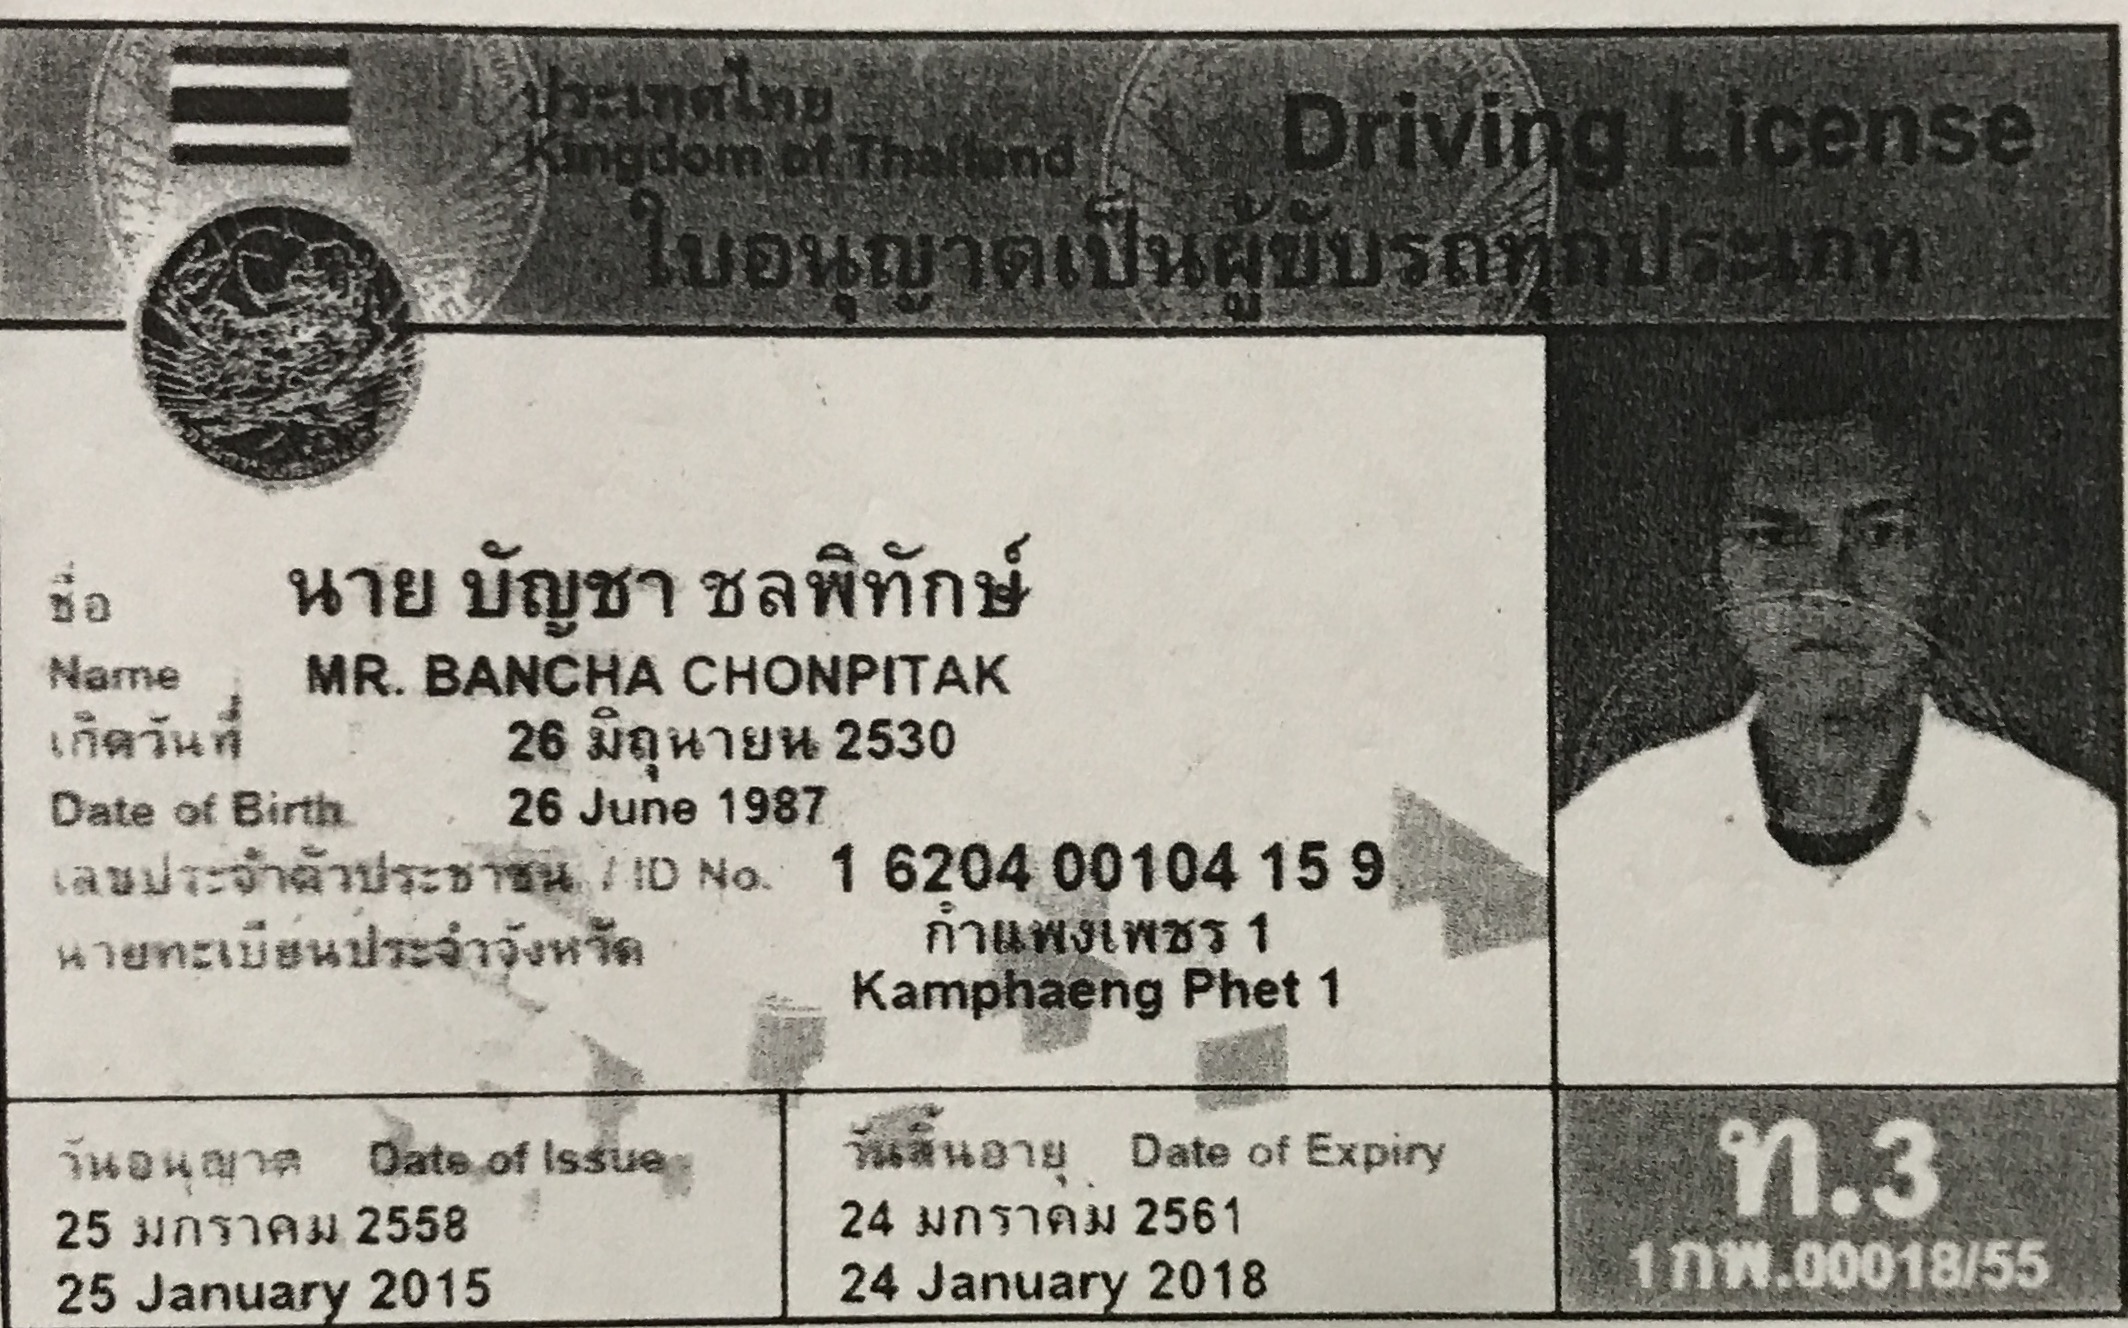 ประเทศไทย
Kingdom of Thailand
Driving License
ใบอนุญาตเป็นผู้ขับรถทุกประเภท
ชื่อ นาย บัญชา ชลพิทักษ์
Name MR. BANCHA CHONPITAK
เกิดวันที่ 26 มิถุนายน 2530
Date of Birth 26 June 1987
เลขประจำตัวประชาชน / ID No. 1 6204 00104 15 9
นายทะเบียนประจำจังหวัด กำแพงเพชร 1
Kamphaeng Phet 1
วันอนุญาต Date of Issue
25 มกราคม 2558
25 January 2015
วันสิ้นอายุ Date of Expiry
24 มกราคม 2561
24 January 2018
ท.3
1 กพ.00018/55